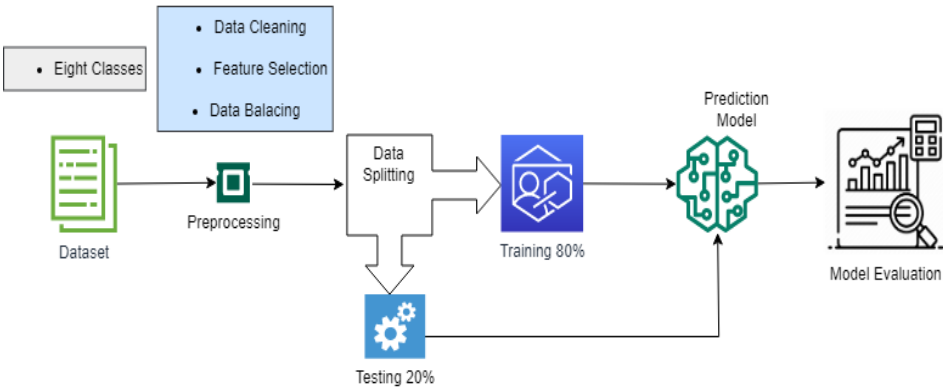 • Eight Classes
• Data Cleaning
• Feature Selection
• Data Balacing
Dataset
Preprocessing
Data
Splitting
Training 80%
Testing 20%
Prediction
Model
Model Evaluation